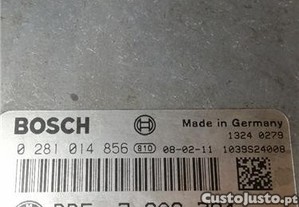 BOSCH
Made in Germany
1324 0279
0 281 014 856 810 08-02-11 1039S24008
CustoJusto.pt